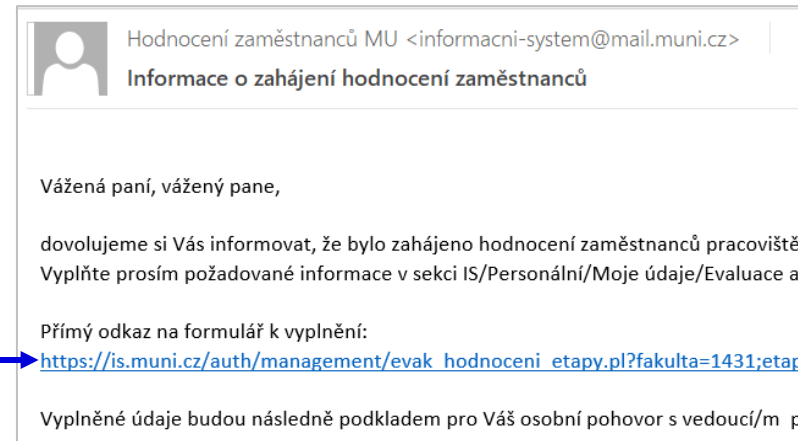 Hodnocení zaměstnanců MU <informacni-system@mail.muni.cz>
Informace o zahájení hodnocení zaměstnanců
Vážená paní, vážený pane,
dovolujeme si Vás informovat, že bylo zahájeno hodnocení zaměstnanců pracoviště
Vyplňte prosím požadované informace v sekci IS/Personální/Moje údaje/Evaluace a
Přímý odkaz na formulář k vyplnění:
https://is.muni.cz/auth/management/evak_hodnoceni_etapy.pl?fakulta=1431;etap
Vyplněné údaje budou následně podkladem pro Váš osobní pohovor s vedoucí/m p